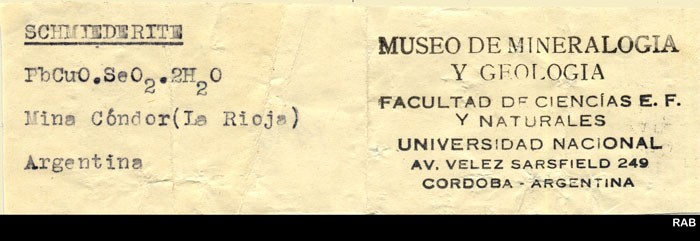 SCHMIEDERITE
PbCuO.SeO₂.2H₂O
Mina Cóndor(La Rioja)
Argentina
MUSEO DE MINERALOGIA
Y GEOLOGIA
FACULTAD DE CIENCÍAS E. F.
Y NATURALES
UNIVERSIDAD NACIONAL
AV. VELEZ SARSFIELD 249
CORDOBA - ARGENTINA
RAB